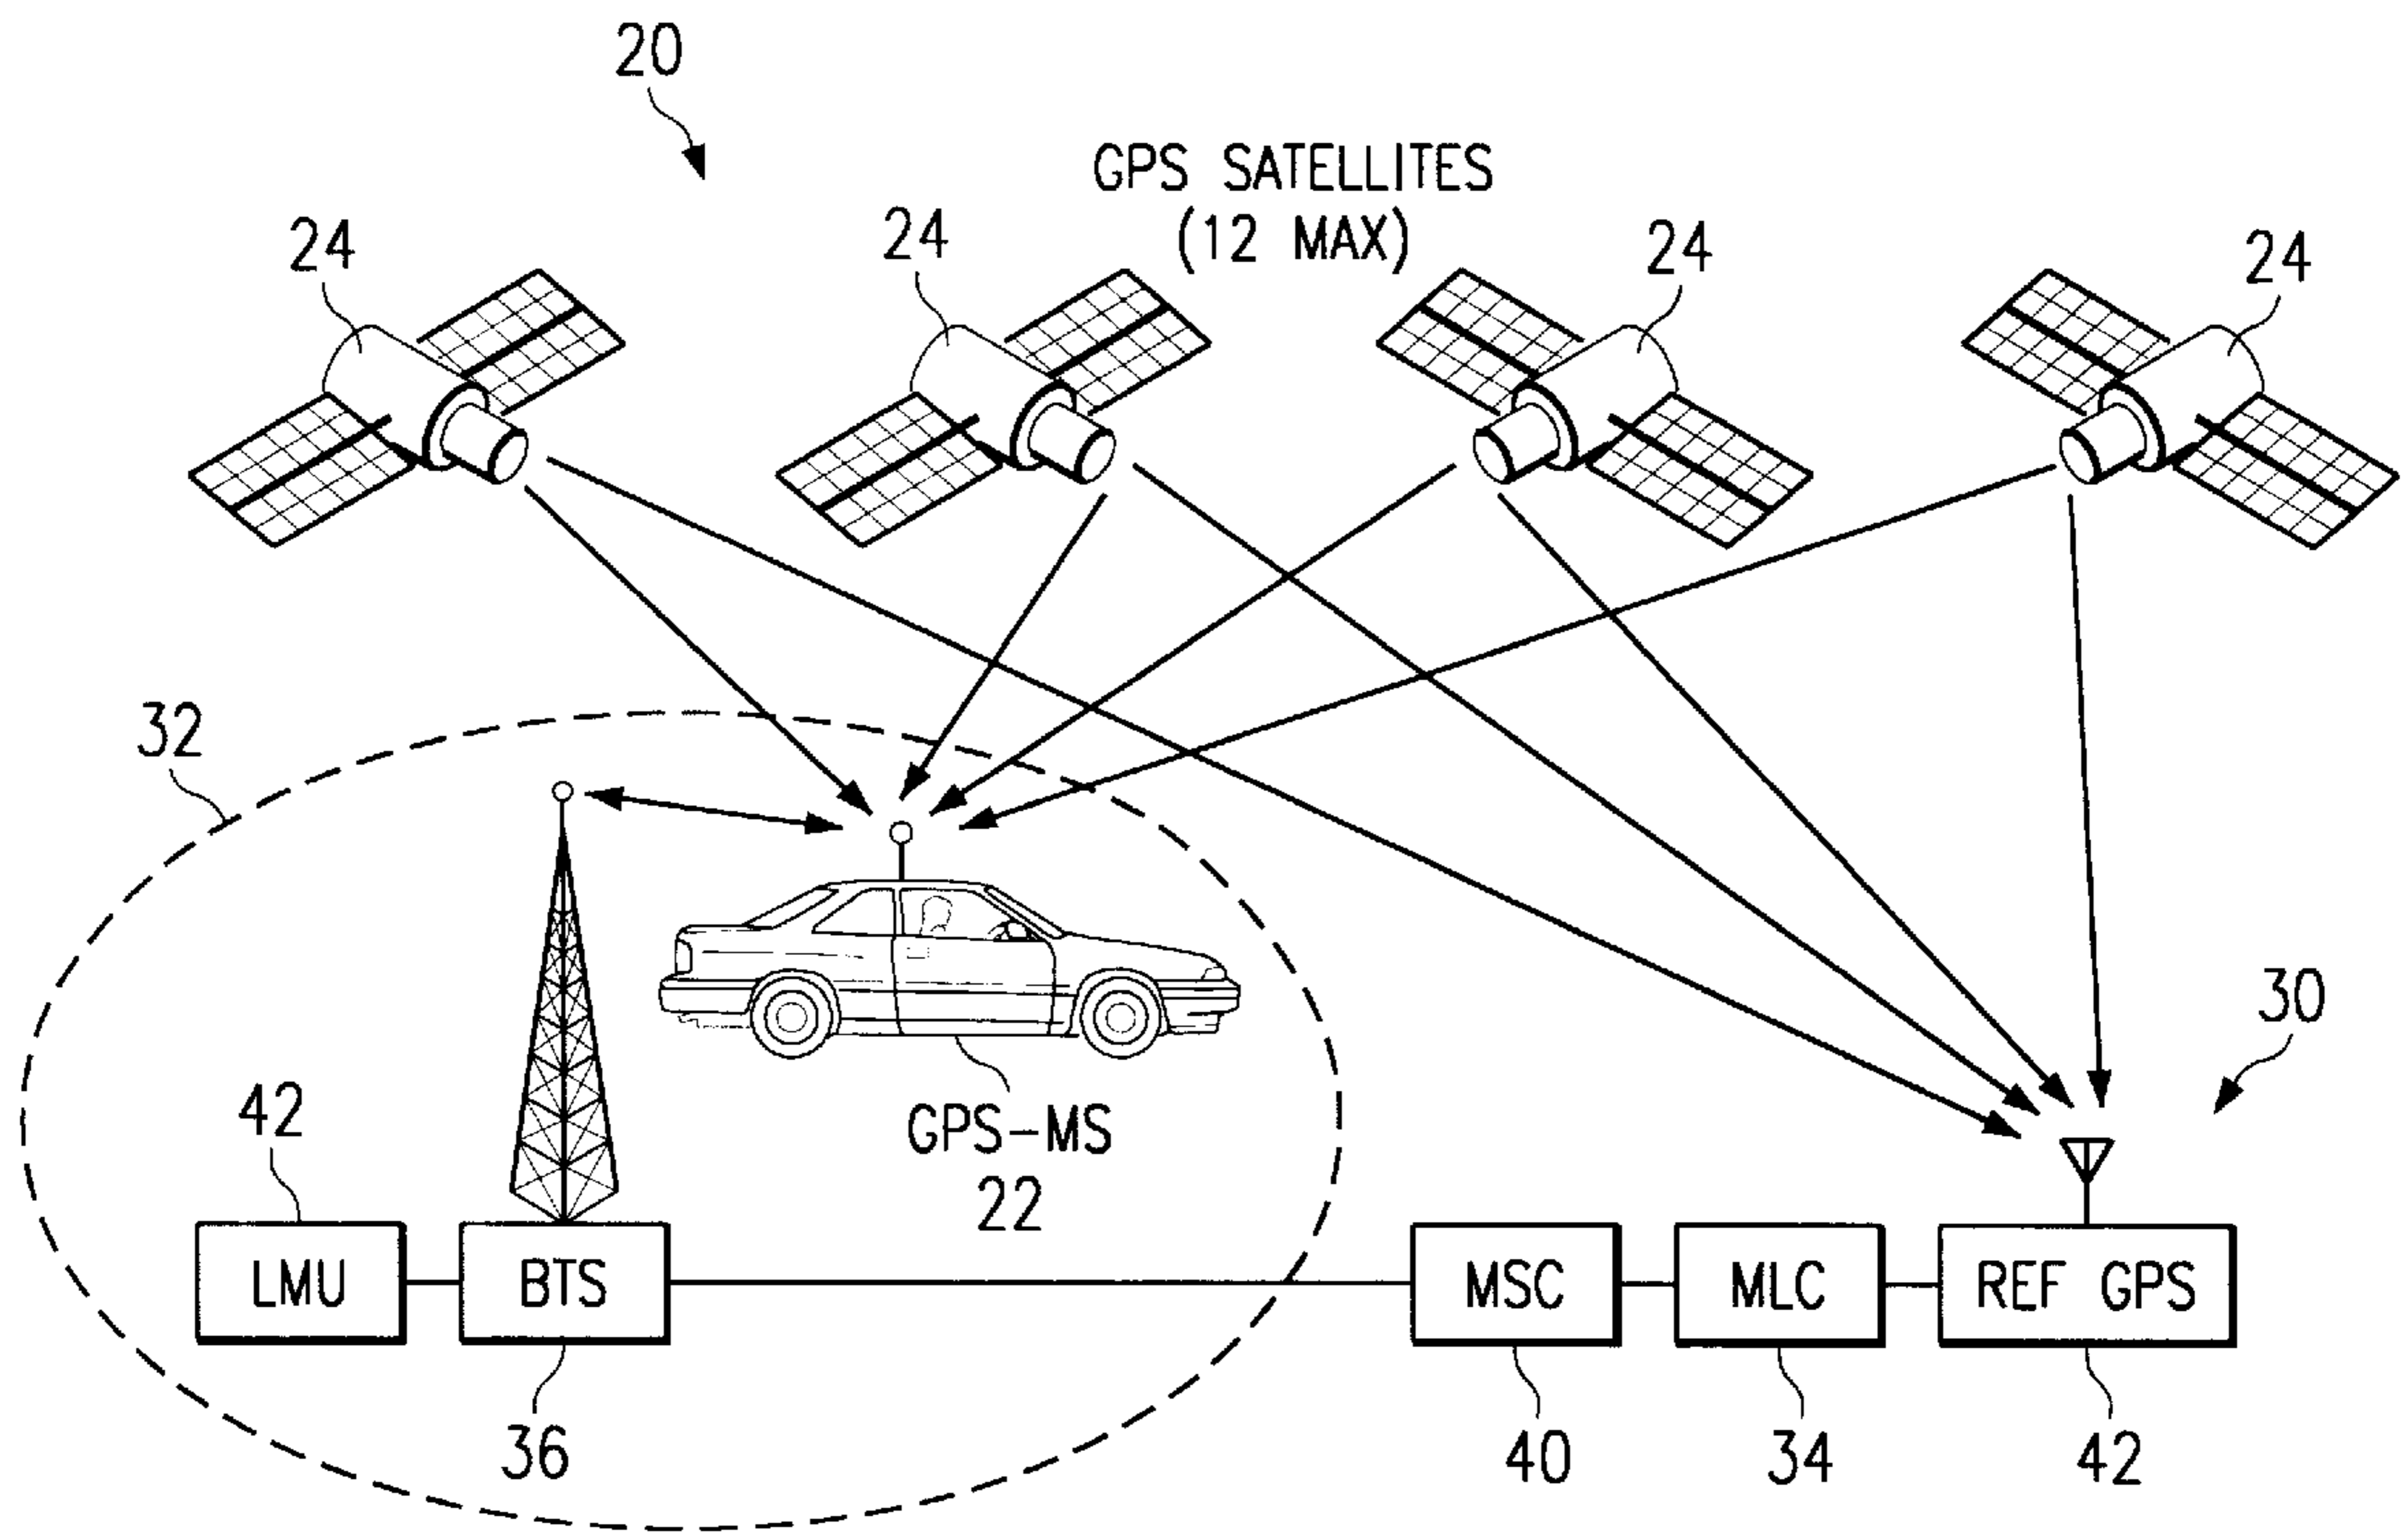 20
GPS SATELLITES
(12 MAX)
24
24
24
24
32
30
42
GPS-MS
22
LMU
BTS
MSC
MLC
REF GPS
36
40
34
42